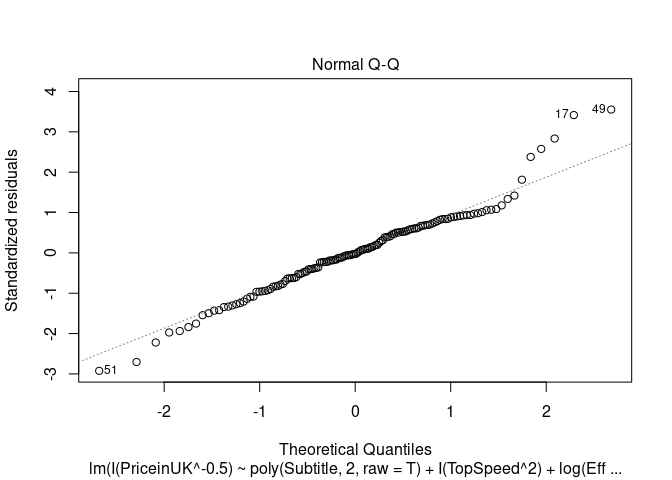 Normal Q-Q
Standardized residuals
4
3
2
1
0
-1
-2
-3
17
49
51
-2 -1 0 1 2
Theoretical Quantiles
lm(I(PriceinUK^-0.5) ~ poly(Subtitle, 2, raw = T) + I(TopSpeed^2) + log(Eff ...